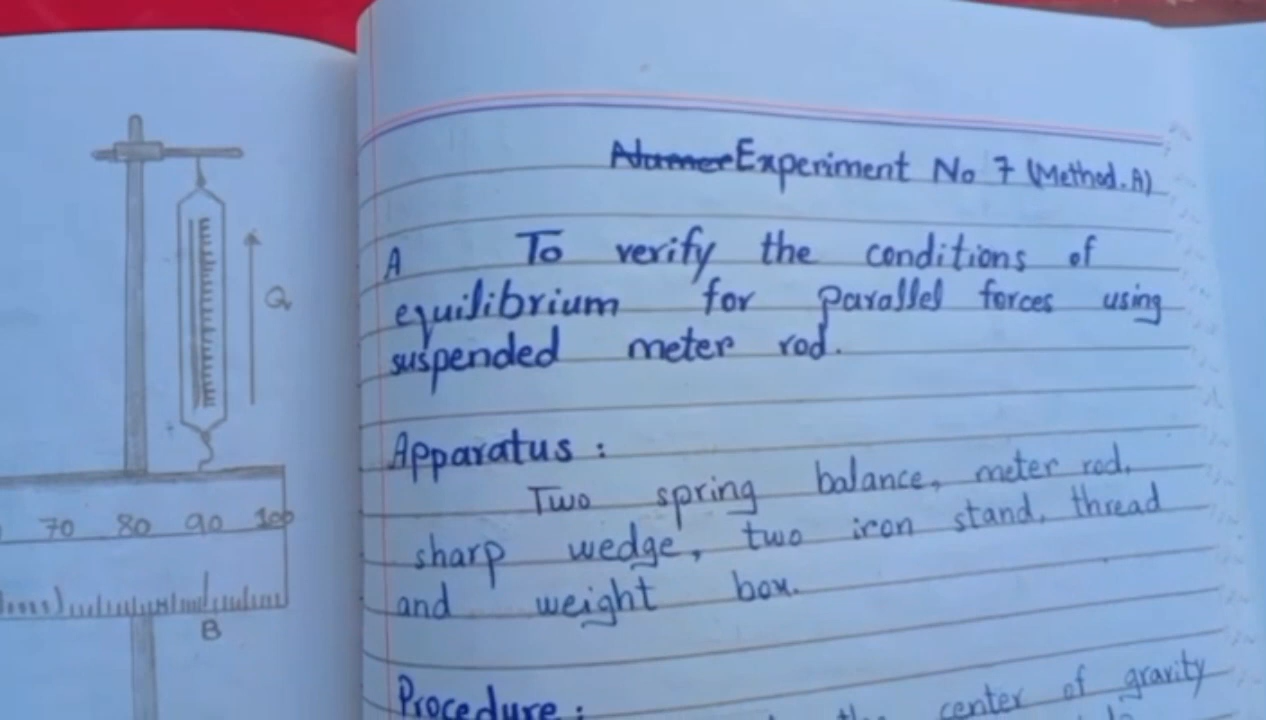 Q
70 80 90 100
B
Experiment No 7 (Method.A)
A To verify the conditions of
equilibrium for parallel forces using
suspended meter rod.
Apparatus :
Two spring balance, meter rod,
sharp wedge, two iron stand, thread
and weight box.
Procedure :
the center of gravity